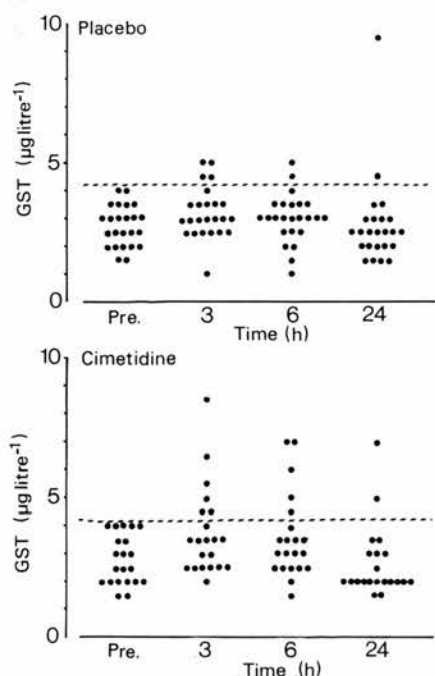 Placebo
10
5
0
GST (µg litre⁻¹)
Pre. 3 6 24
Time (h)
Cimetidine
10
5
0
GST (µg litre⁻¹)
Pre. 3 6 24
Time (h)